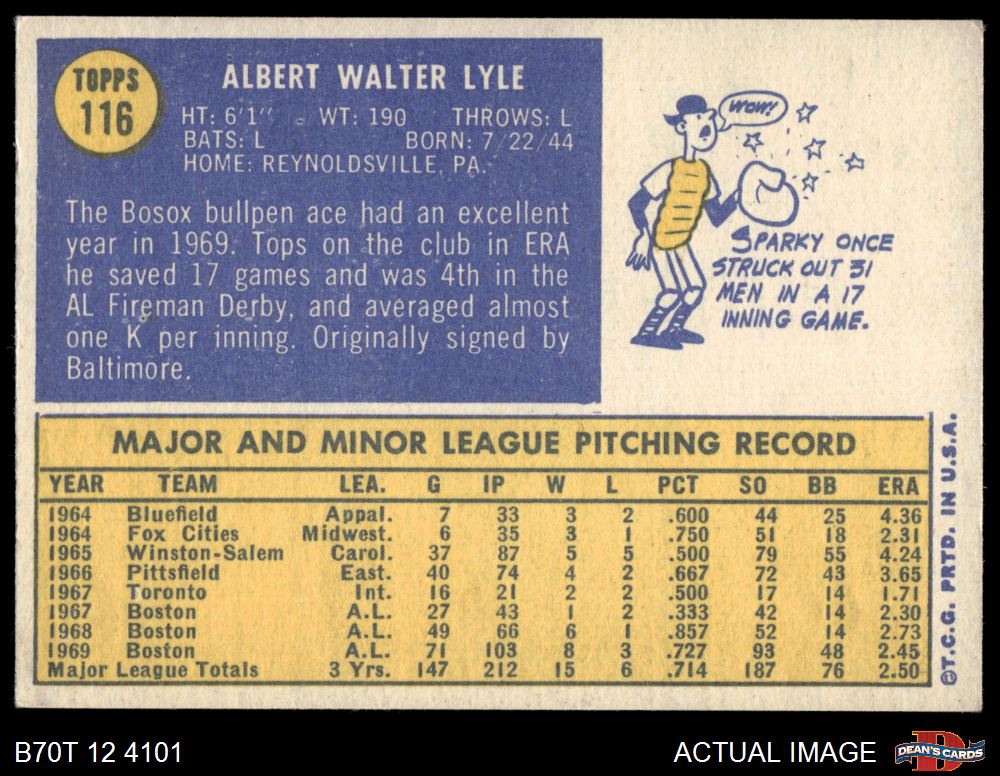 TOPPS
116
ALBERT WALTER LYLE
HT: 6'1" WT: 190 THROWS: L
BATS: L BORN: 7/22/44
HOME: REYNOLDSVILLE, PA.
The Bosox bullpen ace had an excellent
year in 1969. Tops on the club in ERA
he saved 17 games and was 4th in the
AL Fireman Derby, and averaged almost
one K per inning. Originally signed by
Baltimore.
WOW!
SPARKY ONCE
STRUCK OUT 31
MEN IN A 17
INNING GAME.
MAJOR AND MINOR LEAGUE PITCHING RECORD
YEAR TEAM LEA. G IP W L PCT SO BB ERA
1964 Bluefield Appal. 7 33 3 2 .600 44 25 4.36
1964 Fox Cities Midwest. 6 35 3 1 .750 51 18 2.31
1965 Winston-Salem Carol. 37 87 5 5 .500 79 55 4.24
1966 Pittsfield East. 40 74 4 2 .667 72 43 3.65
1967 Toronto Int. 16 21 2 2 .500 17 14 1.71
1967 Boston A.L. 27 43 1 2 .333 42 14 2.30
1968 Boston A.L. 49 66 6 1 .857 52 14 2.73
1969 Boston A.L. 71 103 8 3 .727 93 48 2.45
Major League Totals 3 Yrs. 147 212 15 6 .714 187 76 2.50
©T.C.G. PRTD. IN U.S.A.
B70T 12 4101
ACTUAL IMAGE
DEAN'S CARDS